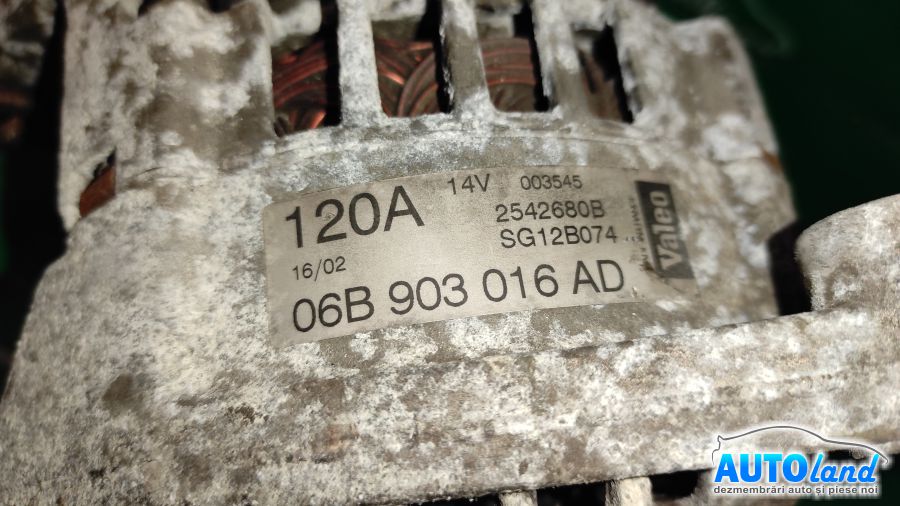 120A 14V 003545
2542680B
SG12B074
16/02
06B 903 016 AD
Valeo
AUTOland
dezmembrări auto și piese noi